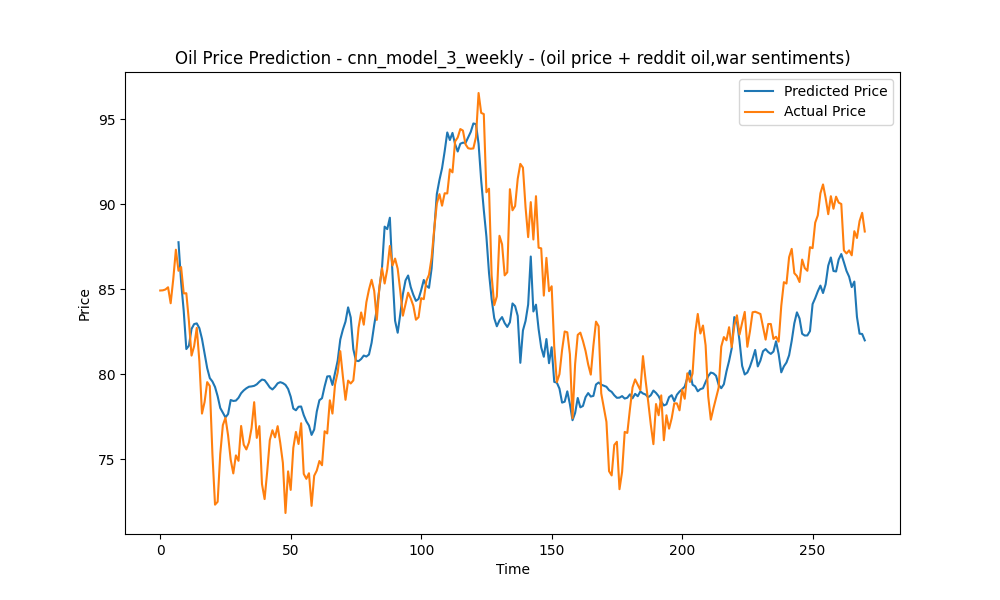 Oil Price Prediction - cnn_model_3_weekly - (oil price + reddit oil,war sentiments)
Predicted Price
Actual Price
95
90
85
80
75
Price
0 50 100 150 200 250
Time